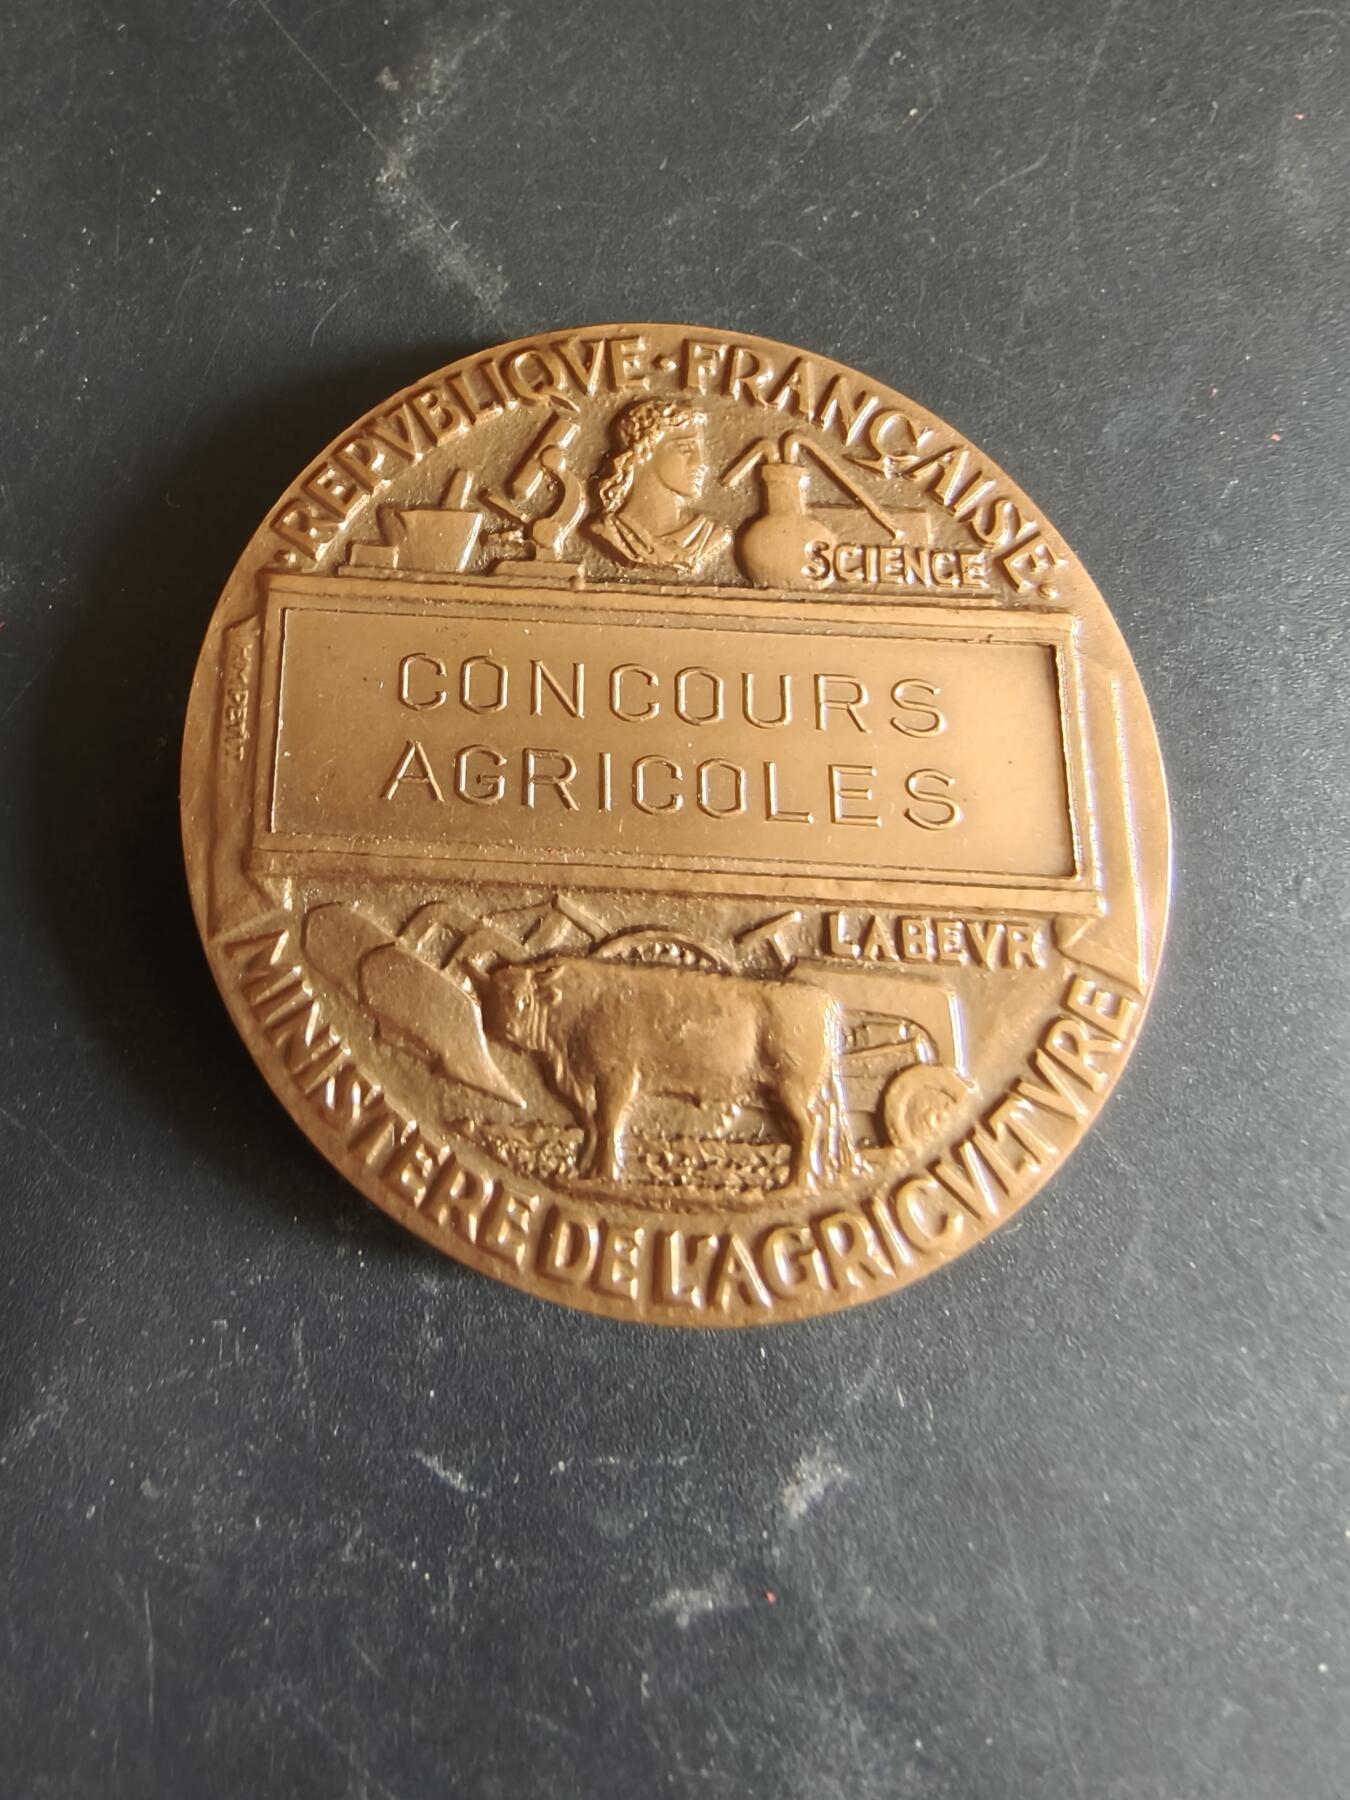 ·REPVBLIQVE·FRANÇAISE·
SCIENCE
CONCOURS
AGRICOLES
LABEVR
MINISTERE DE L'AGRICVLTVRE